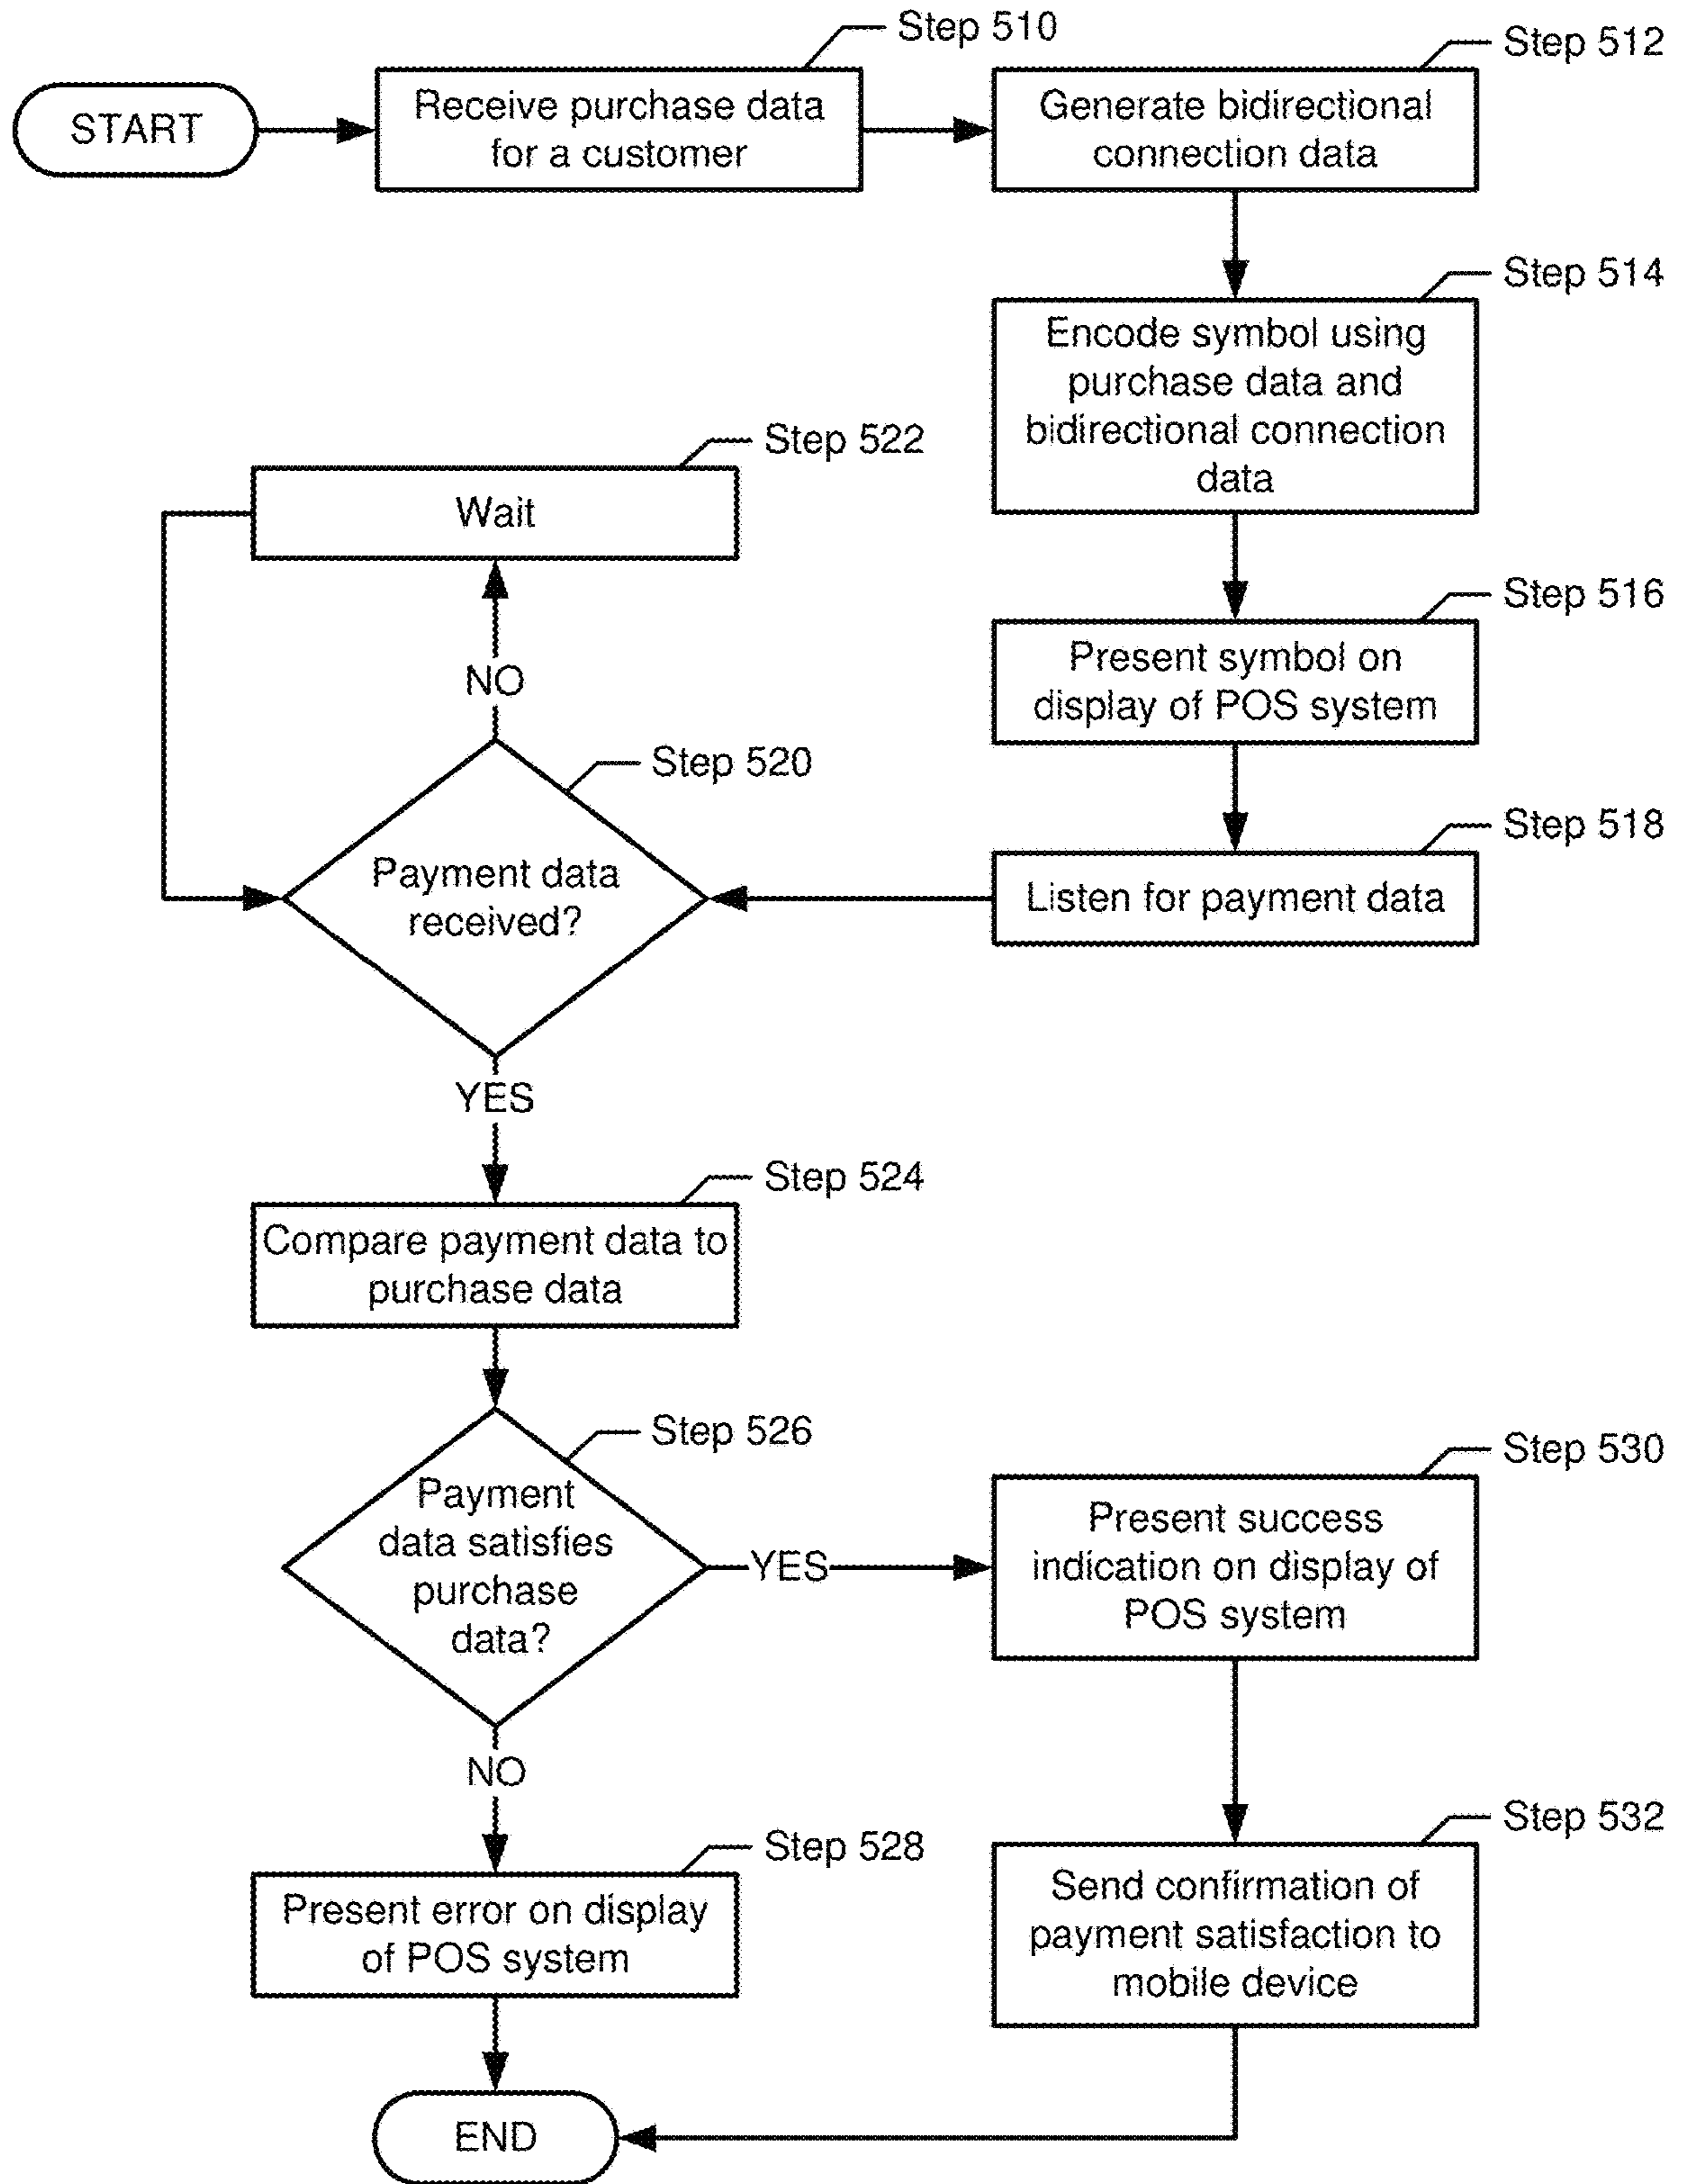 Step 510
START
Receive purchase data
for a customer
Step 512
Generate bidirectional
connection data
Step 514
Encode symbol using
purchase data and
bidirectional connection
data
Step 516
Present symbol on
display of POS system
Step 518
Listen for payment data
Step 520
Payment data
received?
NO
Step 522
Wait
YES
Step 524
Compare payment data to
purchase data
Step 526
Payment
data satisfies
purchase
data?
NO
Step 528
Present error on display
of POS system
YES
Step 530
Present success
indication on display of
POS system
Step 532
Send confirmation of
payment satisfaction to
mobile device
END